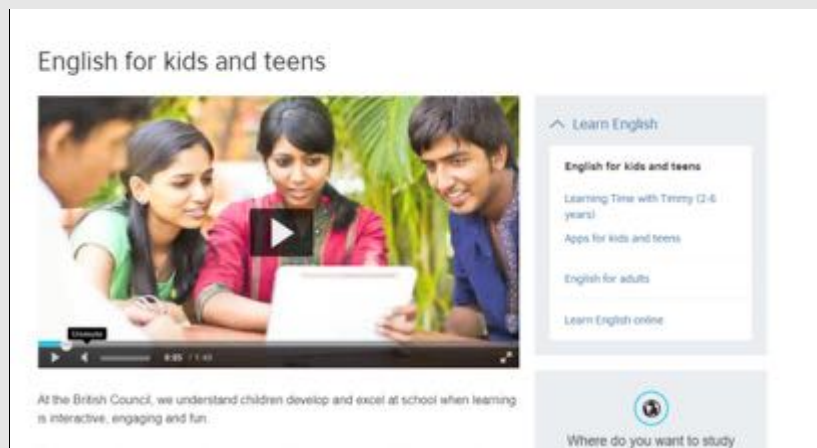 English for kids and teens
Learn English
English for kids and teens
Learning Time with Timmy (2-6
years)
Apps for kids and teens
English for adults
Learn English online
Unmute
0:05 / 1:40
At the British Council, we understand children develop and excel at school when learning
is interactive, engaging and fun.
Where do you want to study